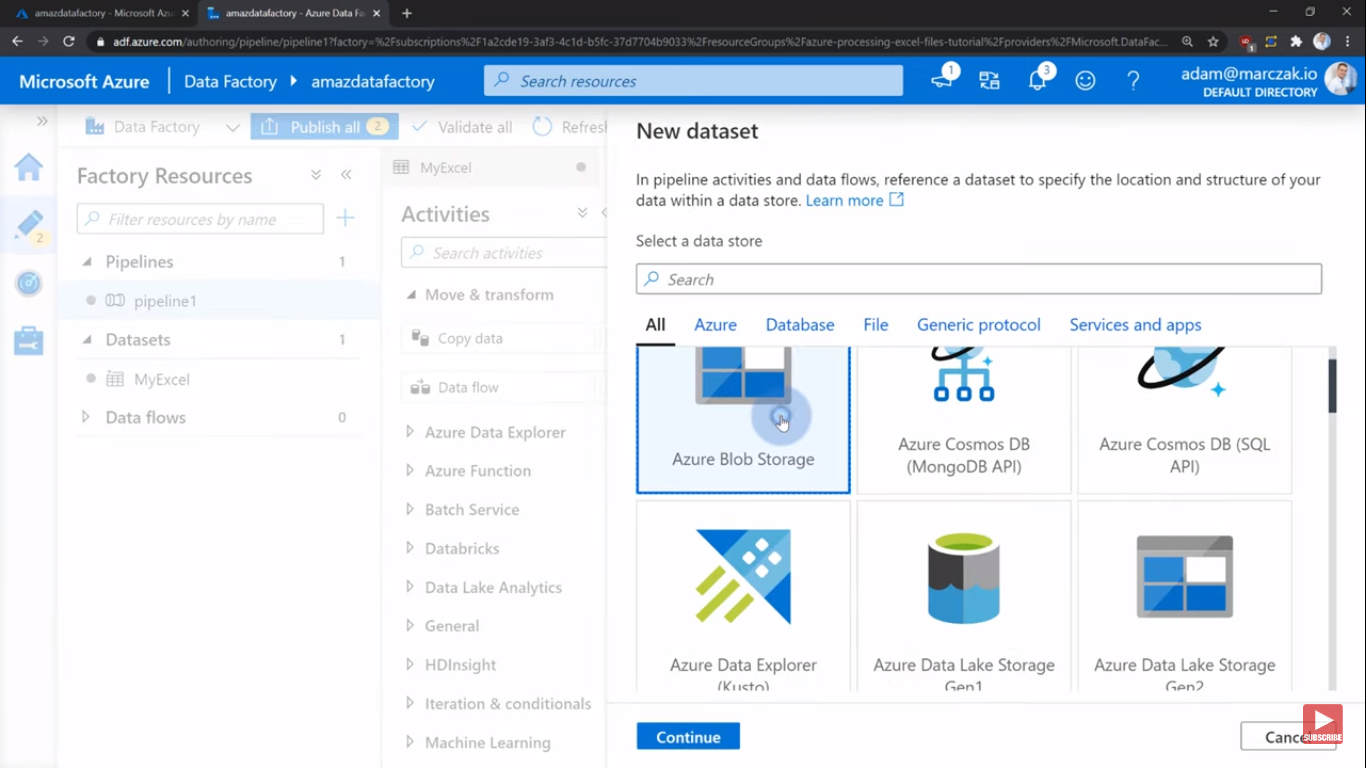 amazdatafactory - Microsoft Azu
amazdatafactory - Azure Data Fa
adf.azure.com/authoring/pipeline/pipeline1?factory=%2Fsubscriptions%2F1a2cde19-3af3-4c1d-b5fc-37d7704b9033%2FresourceGroups%2Fazure-processing-excel-files-tutorial%2Fproviders%2FMicrosoft.DataFac...
1
Microsoft Azure
Data Factory
amazdatafactory
Search resources
1
3
adam@marczak.io
DEFAULT DIRECTORY
Data Factory
Publish all
2
Validate all
Refresh
2
Factory Resources
Filter resources by name
Pipelines 1
pipeline1
Datasets 1
MyExcel
Data flows 0
MyExcel
Activities
Search activities
Move & transform
Copy data
Data flow
Azure Data Explorer
Azure Function
Batch Service
Databricks
Data Lake Analytics
General
HDInsight
Iteration & conditionals
Machine Learning
New dataset
In pipeline activities and data flows, reference a dataset to specify the location and structure of your
data within a data store. Learn more
Select a data store
Search
All Azure Database File Generic protocol Services and apps
Azure Blob Storage
Azure Cosmos DB
(MongoDB API)
Azure Cosmos DB (SQL
API)
Azure Data Explorer
(Kusto)
Azure Data Lake Storage
Gen1
Azure Data Lake Storage
Gen2
Continue
Cancel
SUBSCRIBE